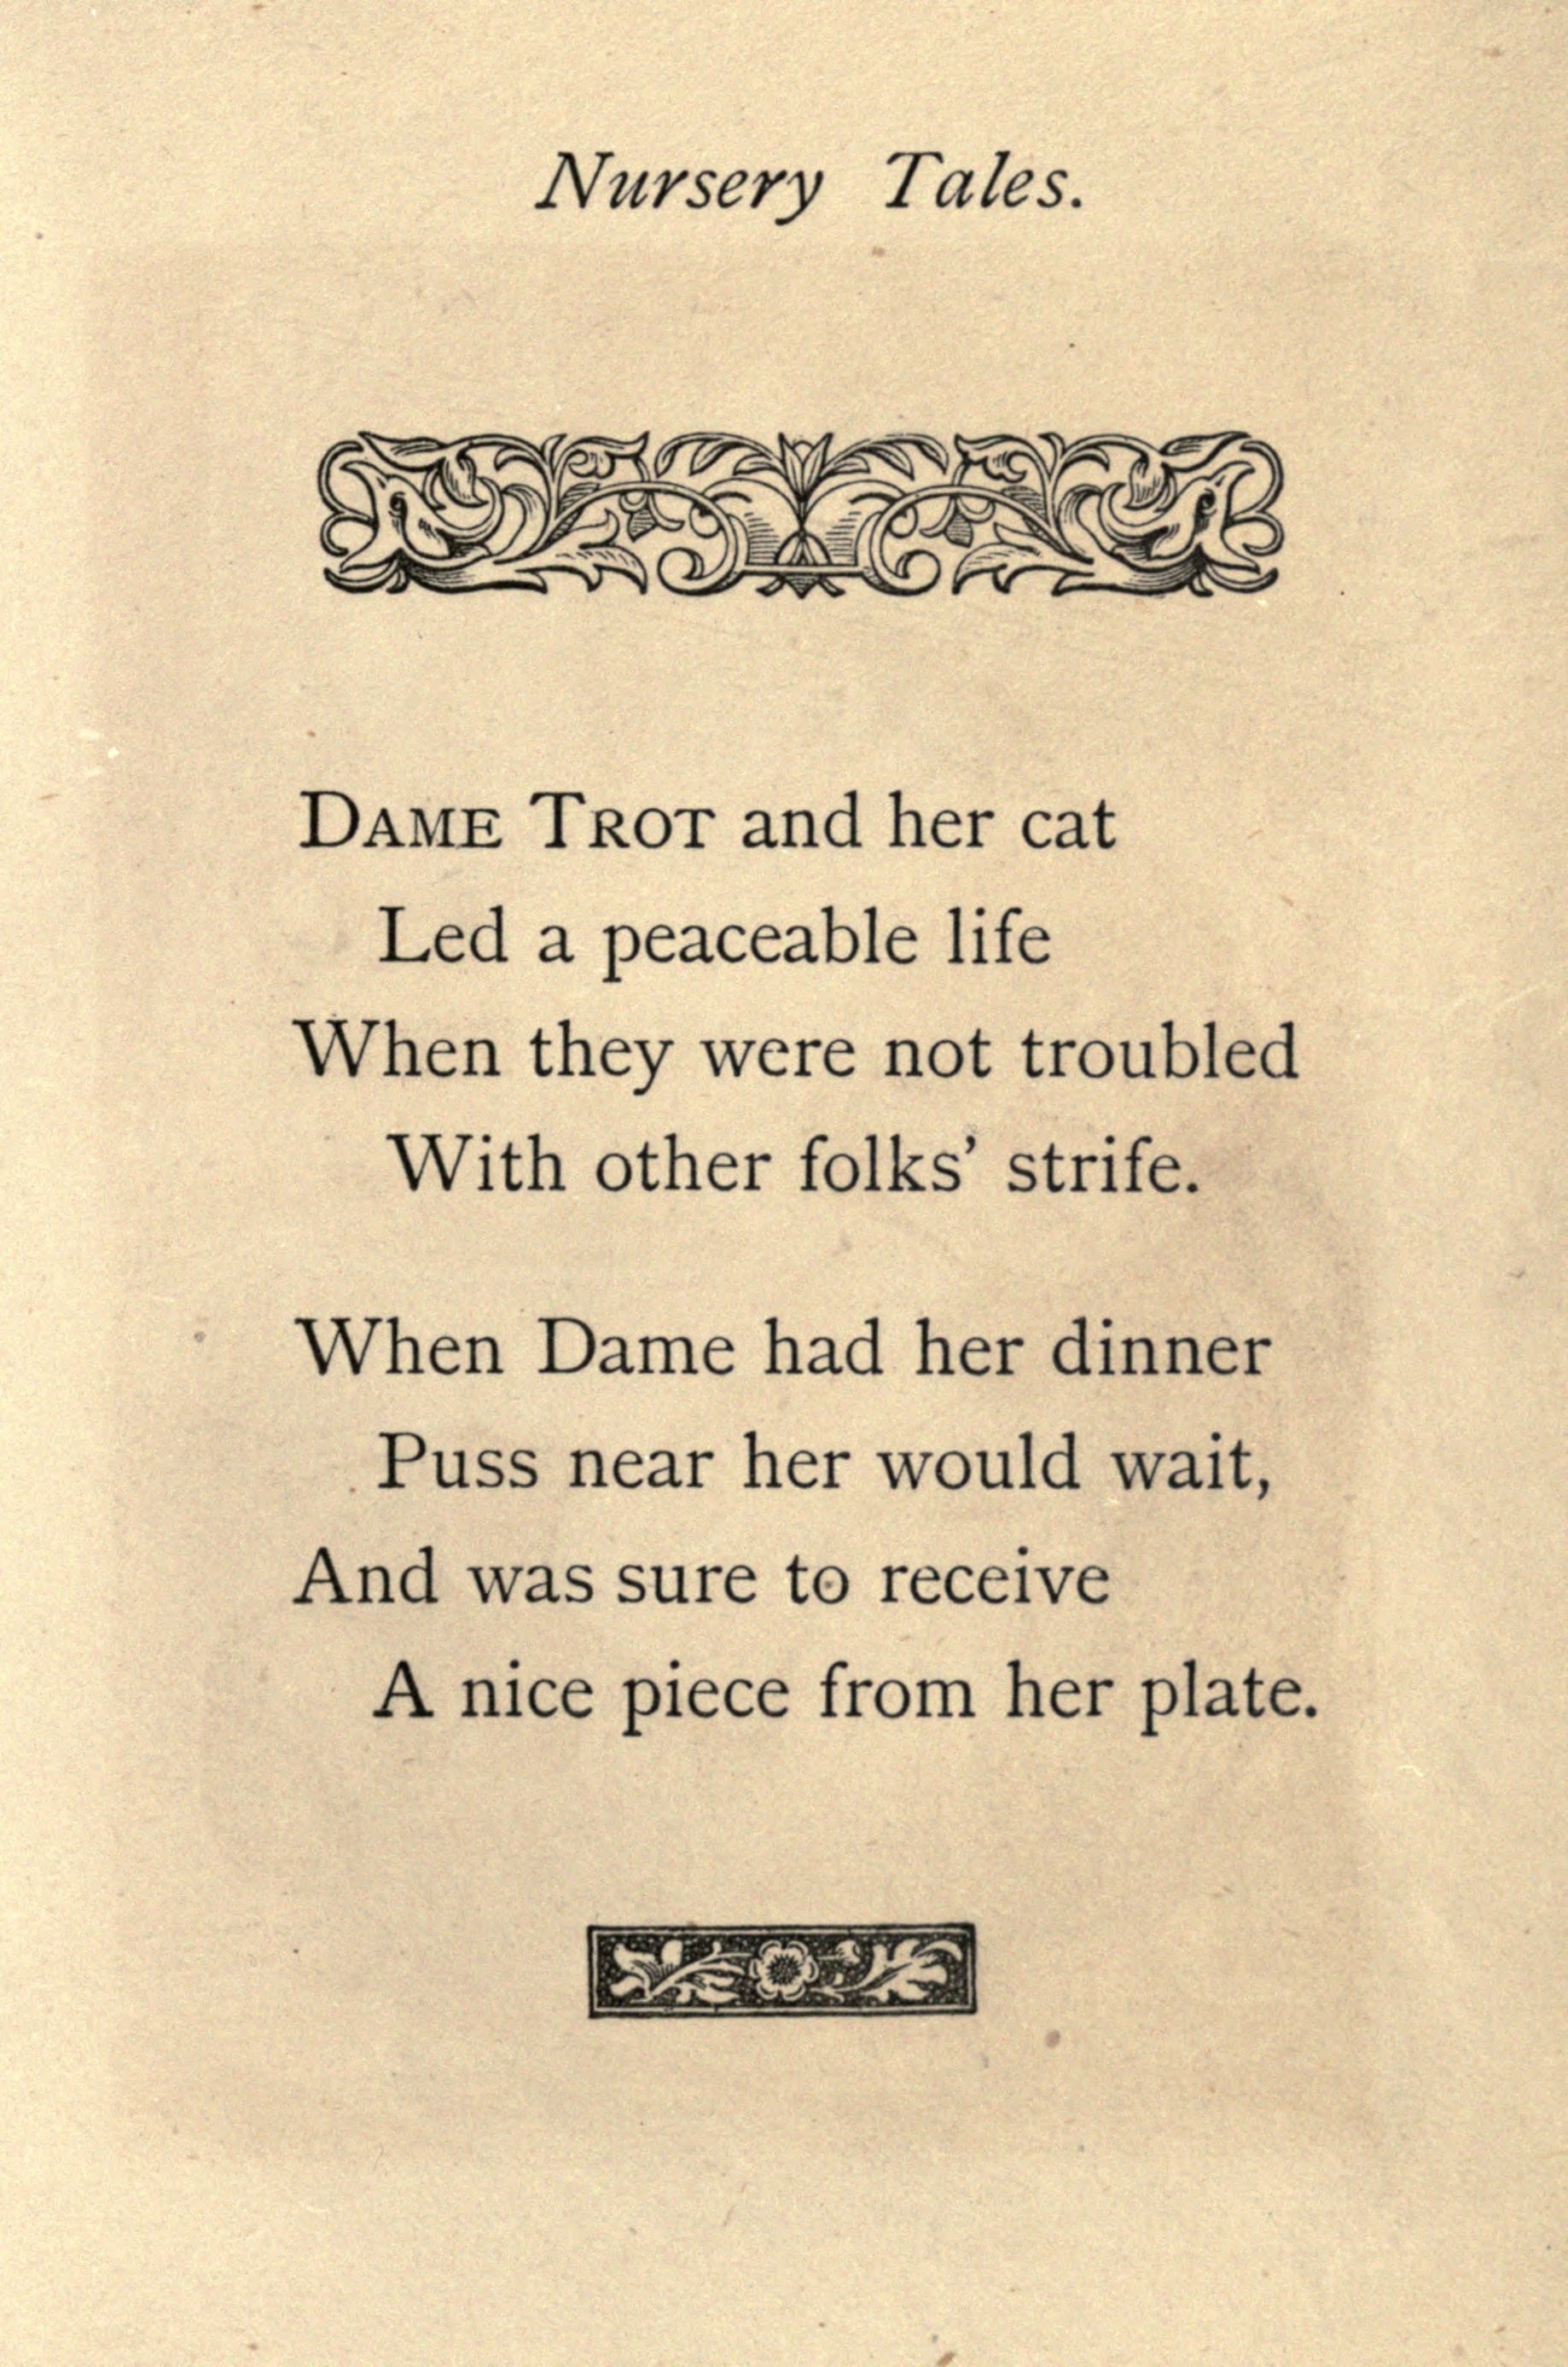 Nursery Tales.
DAME TROT and her cat
Led a peaceable life
When they were not troubled
With other folks’ strife.
When Dame had her dinner
Puss near her would wait,
And was sure to receive
A nice piece from her plate.